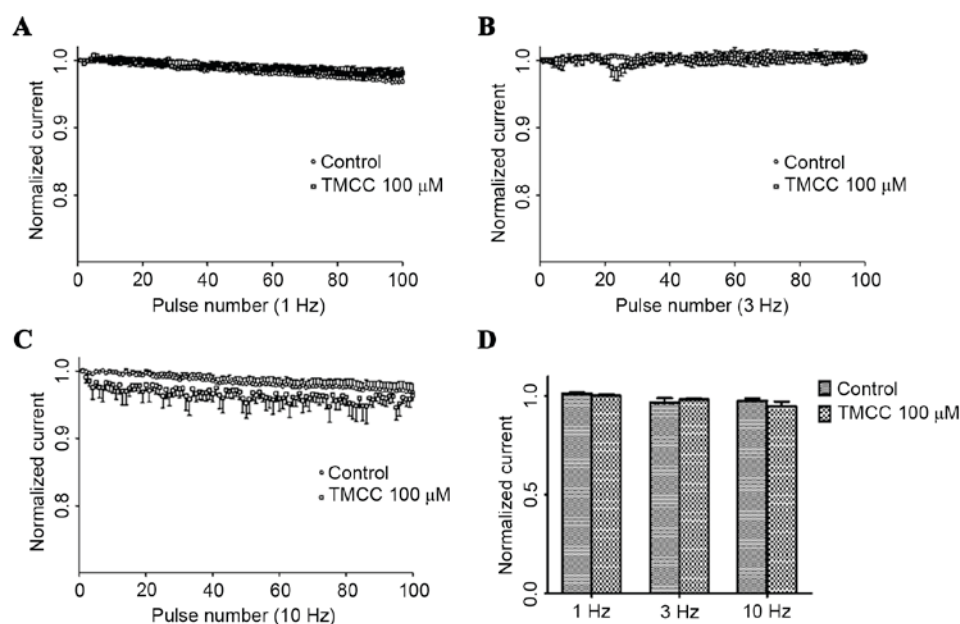 A
Normalized current
1.0
0.9
0.8
Control
TMCC 100 μM
0 20 40 60 80 100
Pulse number (1 Hz)
B
Normalized current
1.0
0.9
0.8
Control
TMCC 100 μM
0 20 40 60 80 100
Pulse number (3 Hz)
C
Normalized current
1.0
0.9
0.8
Control
TMCC 100 μM
0 20 40 60 80 100
Pulse number (10 Hz)
D
Normalized current
1.0
0.5
0.0
Control
TMCC 100 μM
1 Hz 3 Hz 10 Hz